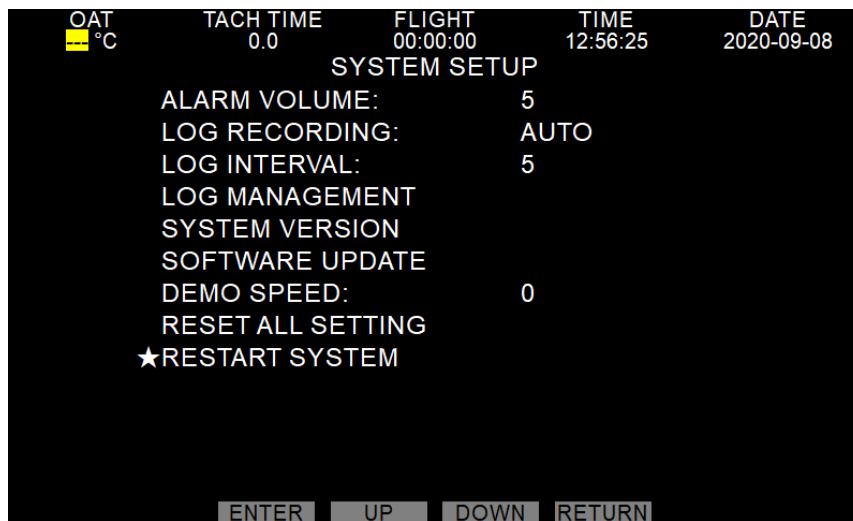 OAT TACH TIME FLIGHT TIME DATE
--- °C 0.0 00:00:00 12:56:25 2020-09-08
SYSTEM SETUP
ALARM VOLUME: 5
LOG RECORDING: AUTO
LOG INTERVAL: 5
LOG MANAGEMENT
SYSTEM VERSION
SOFTWARE UPDATE
DEMO SPEED: 0
RESET ALL SETTING
★RESTART SYSTEM
ENTER UP DOWN RETURN